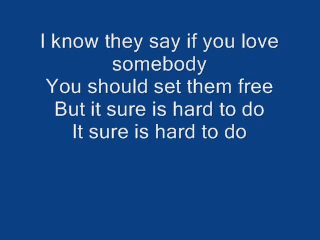 I know they say if you love
somebody
You should set them free
But it sure is hard to do
It sure is hard to do